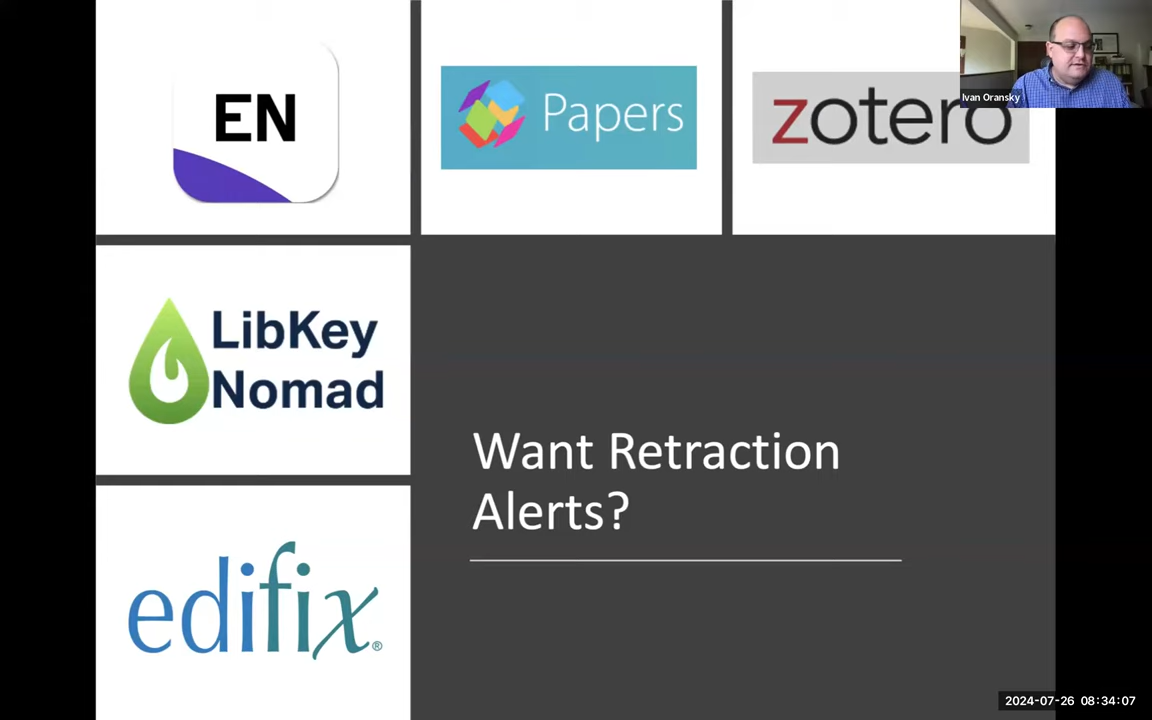 EN
Papers
zotero
Ivan Oransky
LibKey
Nomad
Want Retraction
Alerts?
edifix®
2024-07-26 08:34:07